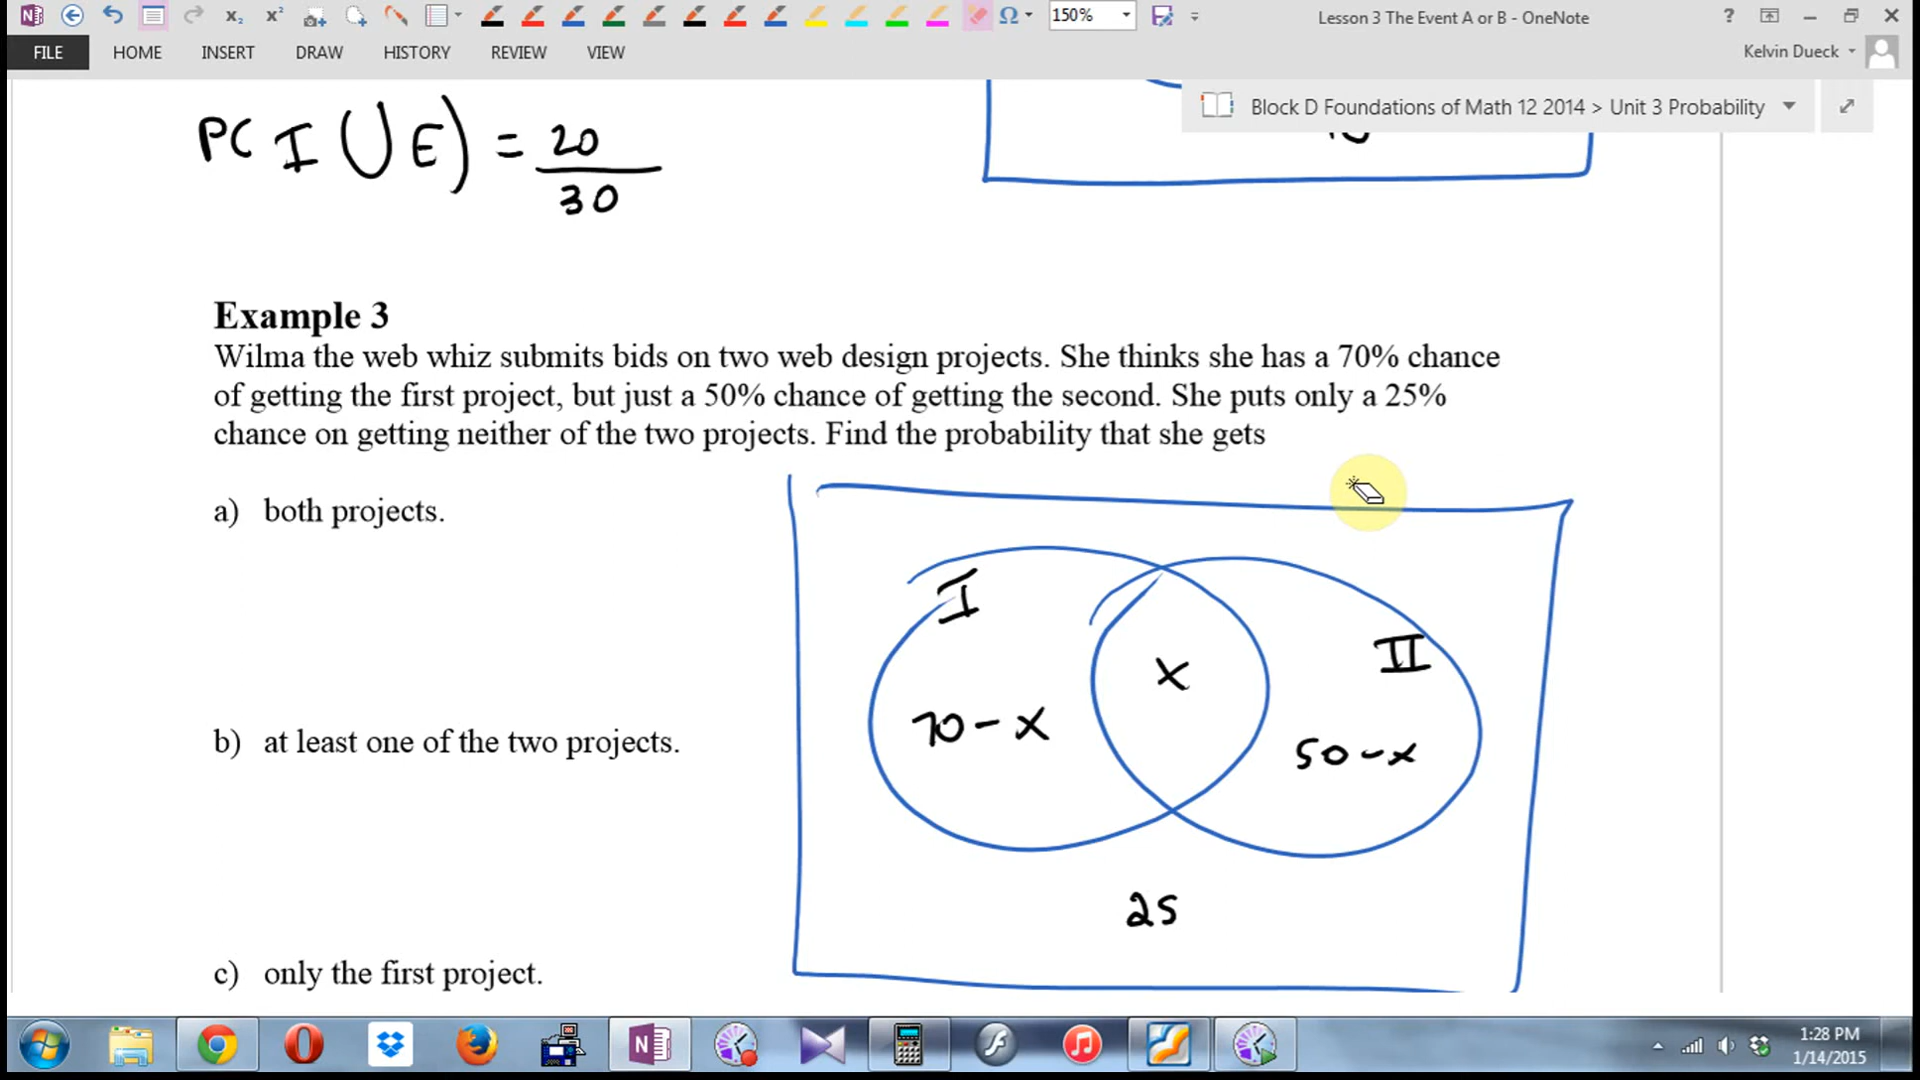 150%
Lesson 3 The Event A or B - OneNote
FILE HOME INSERT DRAW HISTORY REVIEW VIEW
Kelvin Dueck
Block D Foundations of Math 12 2014 > Unit 3 Probability
P( I ∪ E) = 20
30
Example 3
Wilma the web whiz submits bids on two web design projects. She thinks she has a 70% chance
of getting the first project, but just a 50% chance of getting the second. She puts only a 25%
chance on getting neither of the two projects. Find the probability that she gets
a) both projects.
I
II
x
70 - x
50 - x
b) at least one of the two projects.
25
c) only the first project.
1:28 PM
1/14/2015